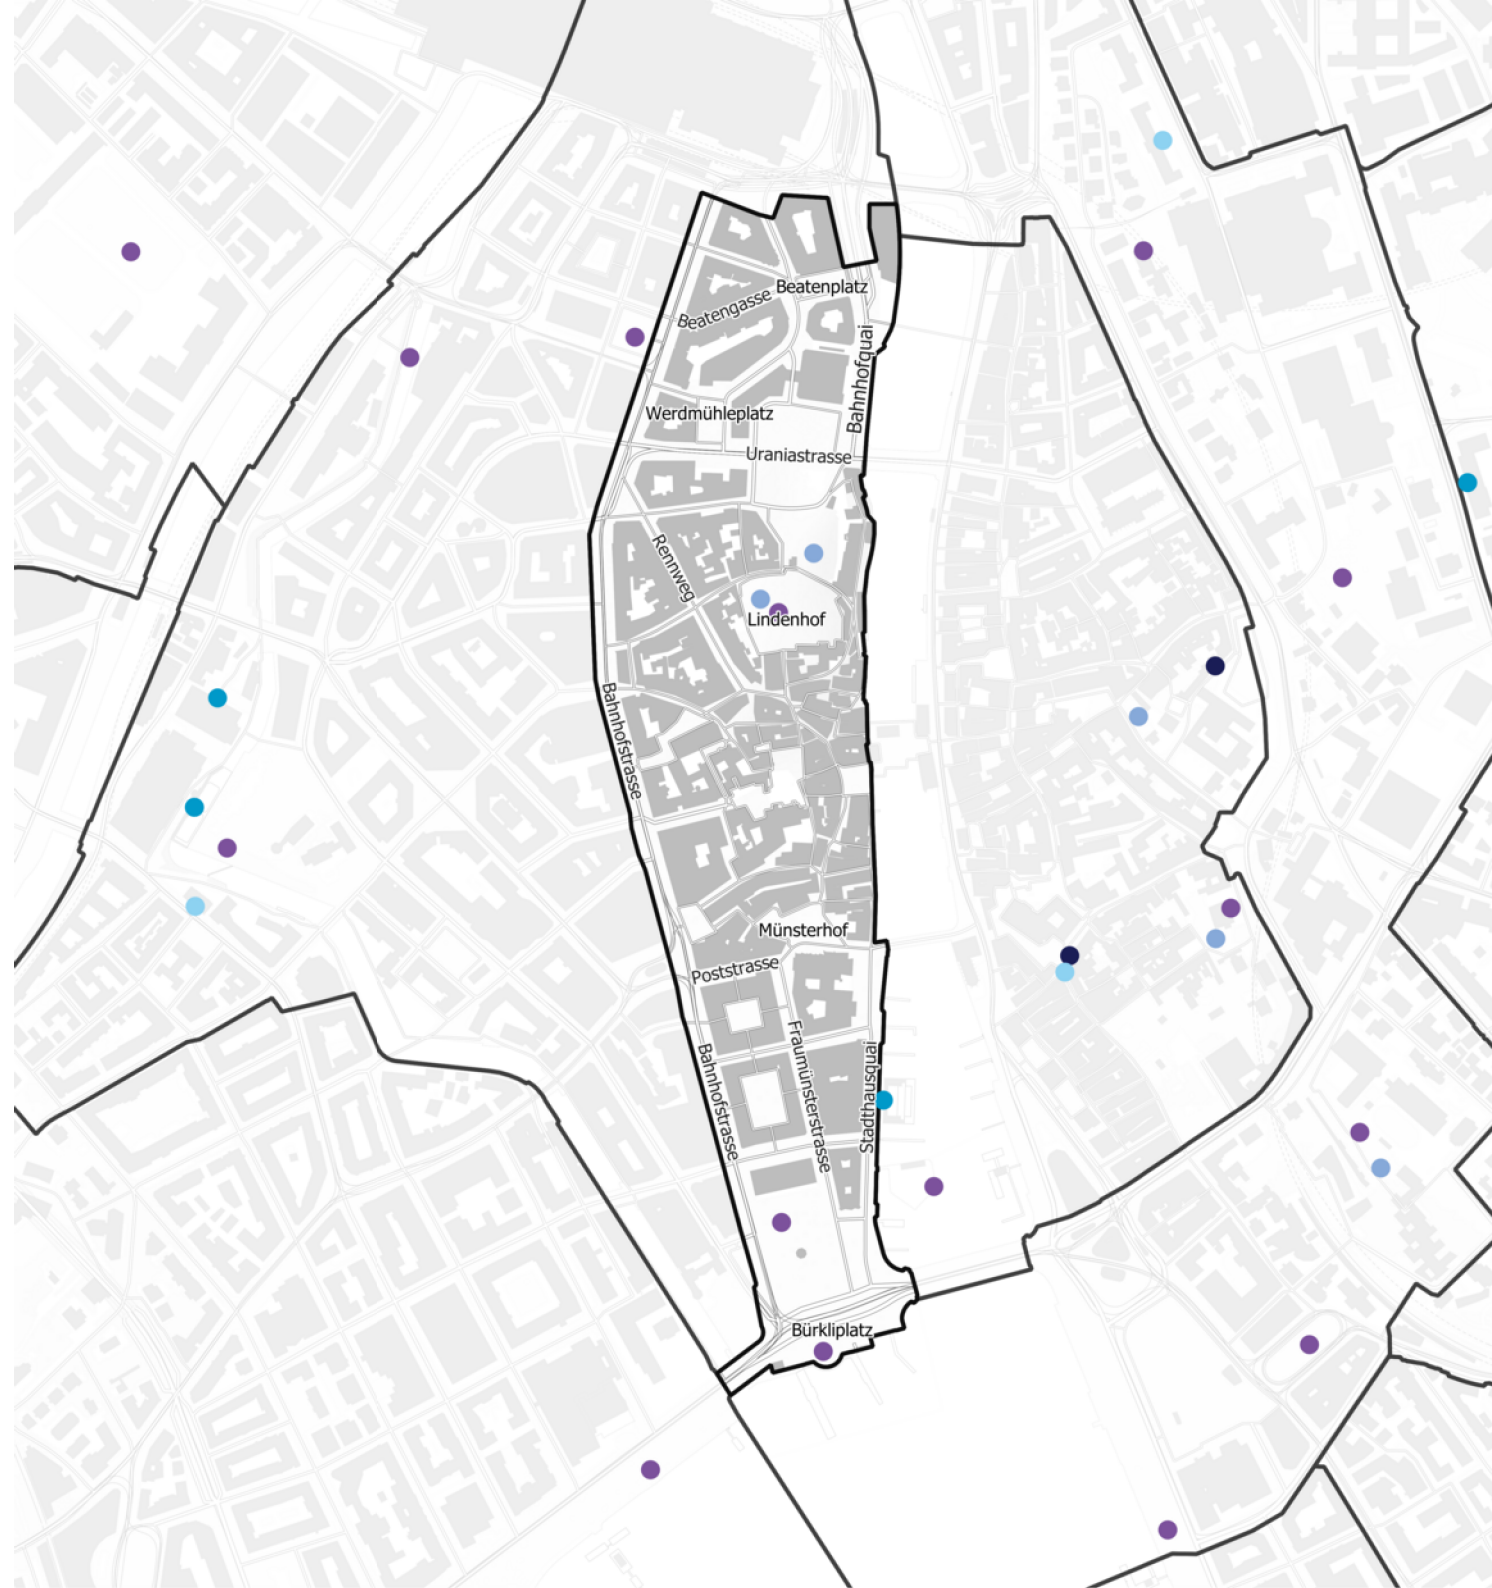 Beatenplatz
Beatengasse
Bahnhofquai
Werdmühleplatz
Uraniastrasse
Rennweg
Lindenhof
Bahnhofstrasse
Münsterhof
Poststrasse
Fraumünsterstrasse
Bahnhofstrasse
Stadthausquai
Bürkliplatz